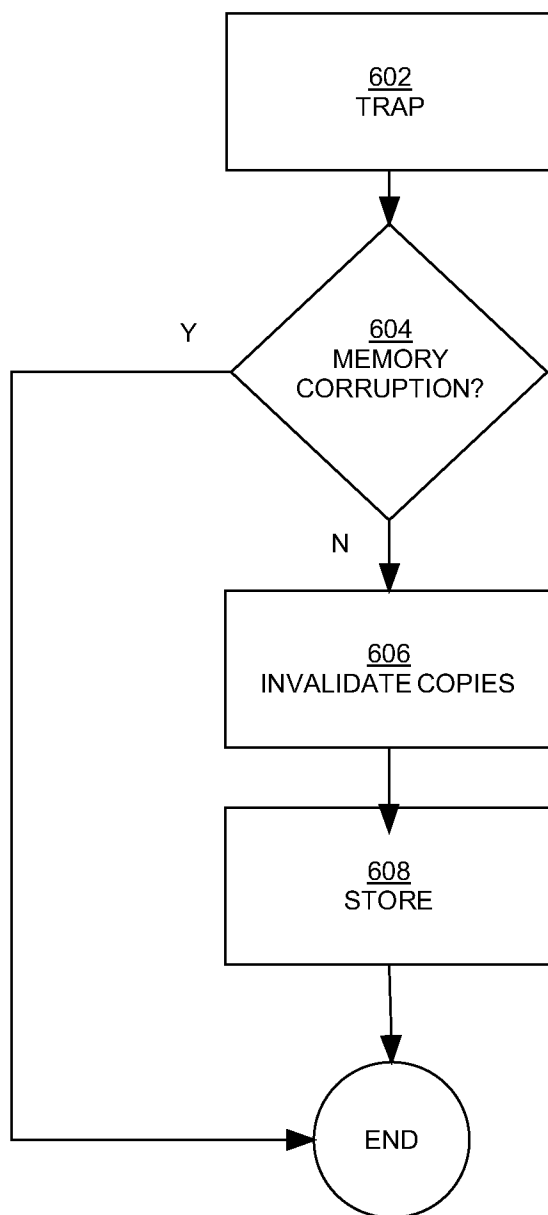 602
TRAP
Y
604
MEMORY
CORRUPTION?
N
606
INVALIDATE COPIES
608
STORE
END